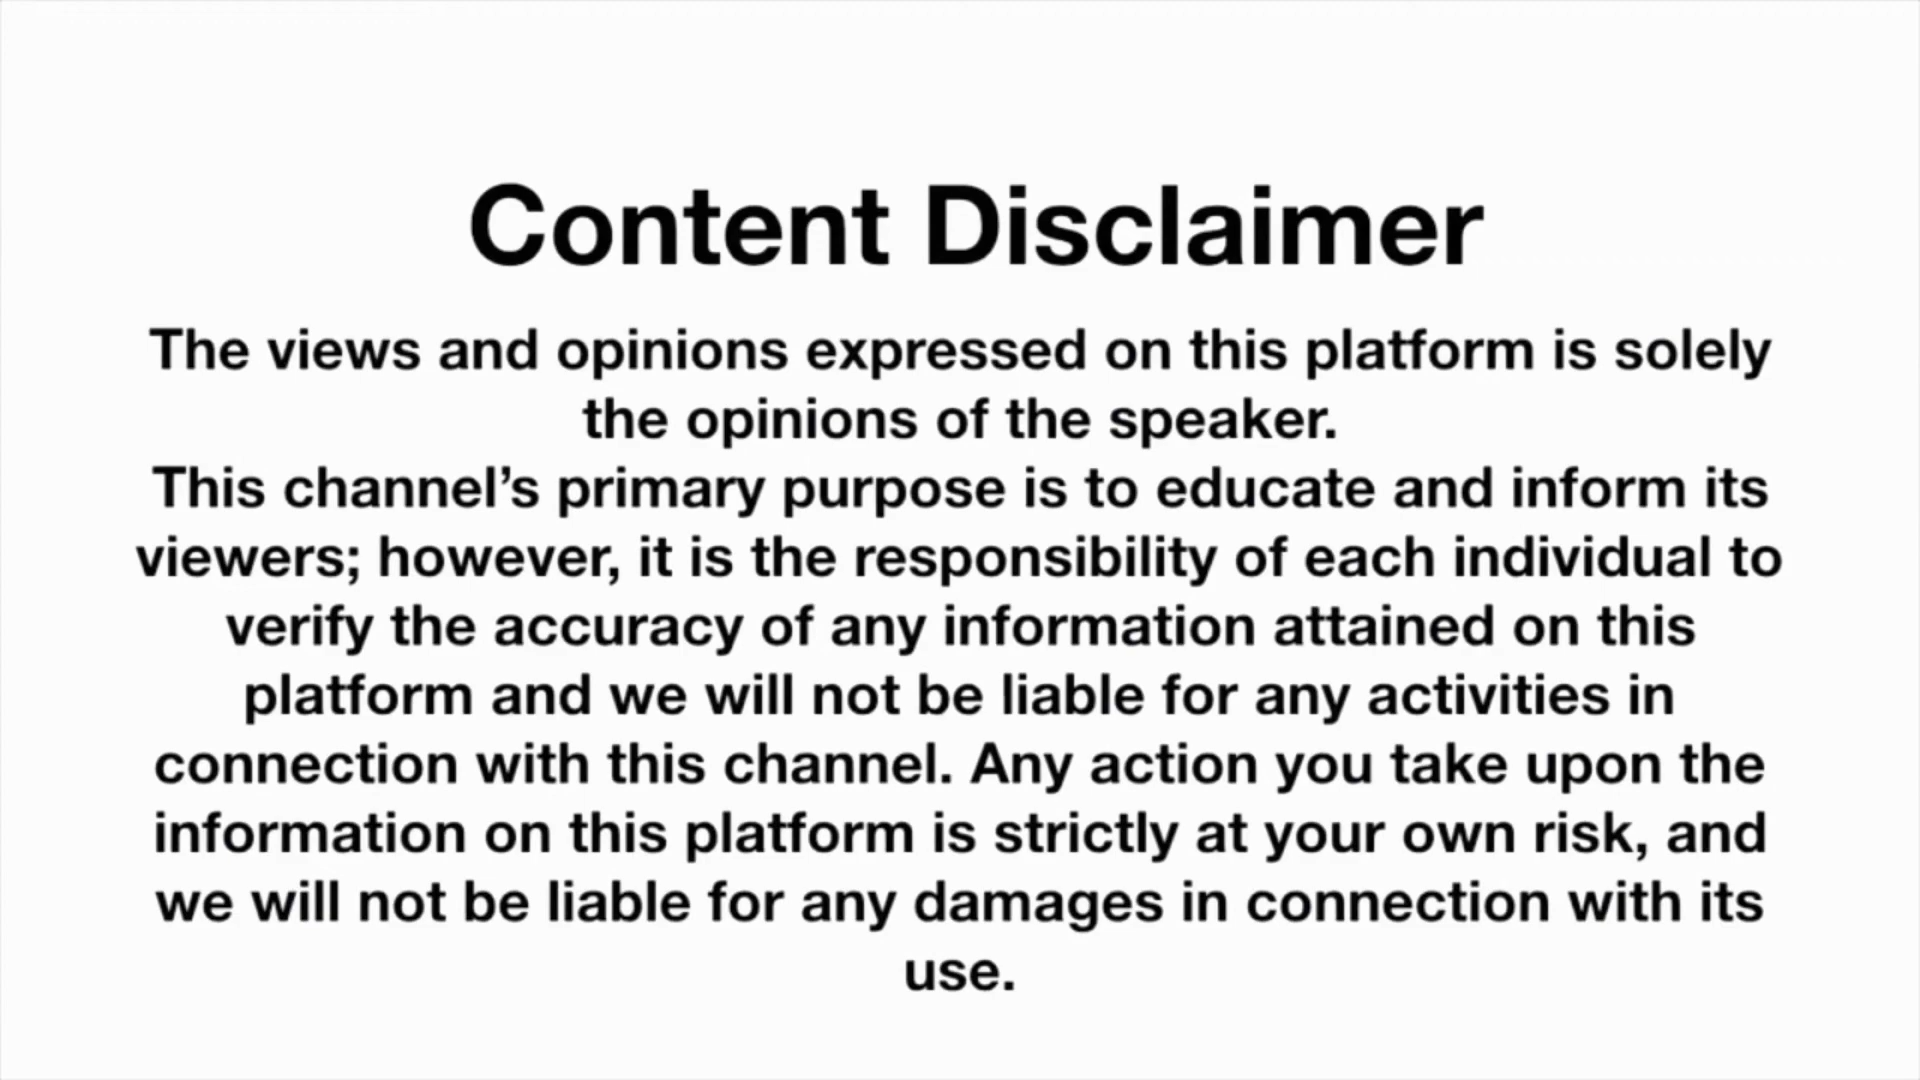 Content Disclaimer
The views and opinions expressed on this platform is solely
the opinions of the speaker.
This channel’s primary purpose is to educate and inform its
viewers; however, it is the responsibility of each individual to
verify the accuracy of any information attained on this
platform and we will not be liable for any activities in
connection with this channel. Any action you take upon the
information on this platform is strictly at your own risk, and
we will not be liable for any damages in connection with its
use.